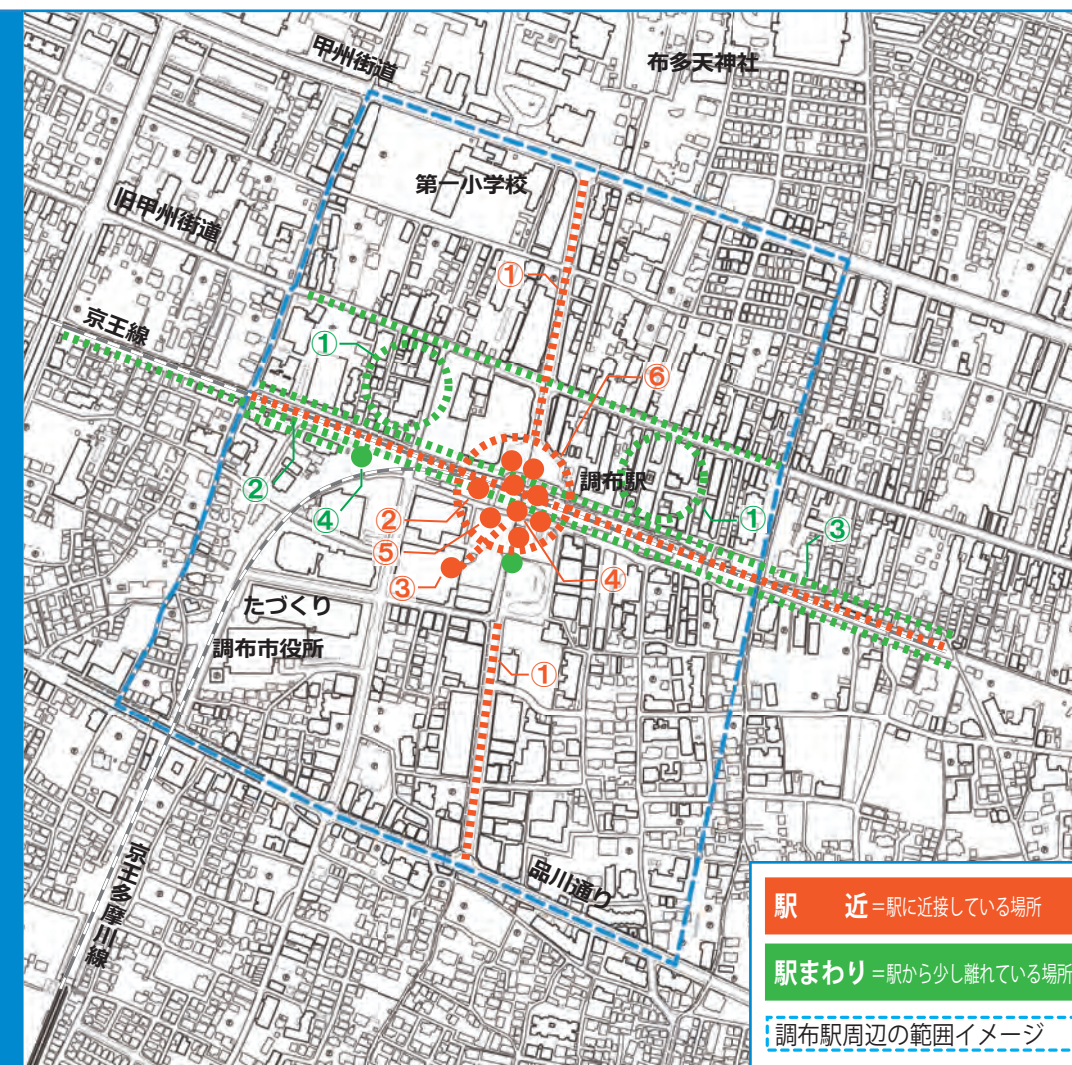 甲州街道
布多天神社
第一小学校
旧甲州街道
①
京王線
①
⑥
調布駅
②
④
②
⑤
③
④
①
③
たづくり
調布市役所
①
品川通り
京王多摩川線
駅　近=駅に近接している場所
駅まわり=駅から少し離れている場所
調布駅周辺の範囲イメージ